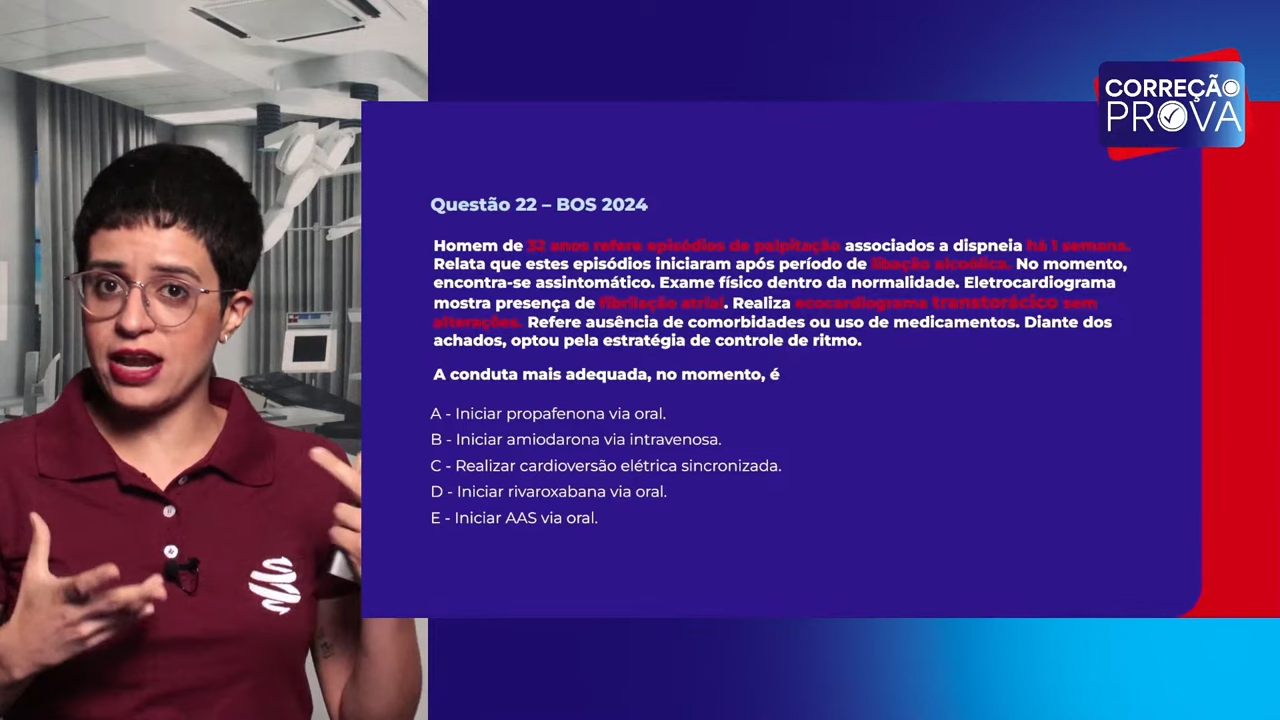 CORREÇÃO
PROVA
Questão 22 – BOS 2024
Homem de 32 anos refere episódios de palpitação associados a dispneia há 1 semana.
Relata que estes episódios iniciaram após período de libação alcoólica. No momento,
encontra-se assintomático. Exame físico dentro da normalidade. Eletrocardiograma
mostra presença de fibrilação atrial. Realiza ecocardiograma transtorácico sem
alterações. Refere ausência de comorbidades ou uso de medicamentos. Diante dos
achados, optou pela estratégia de controle de ritmo.
A conduta mais adequada, no momento, é
A - Iniciar propafenona via oral.
B - Iniciar amiodarona via intravenosa.
C - Realizar cardioversão elétrica sincronizada.
D - Iniciar rivaroxabana via oral.
E - Iniciar AAS via oral.